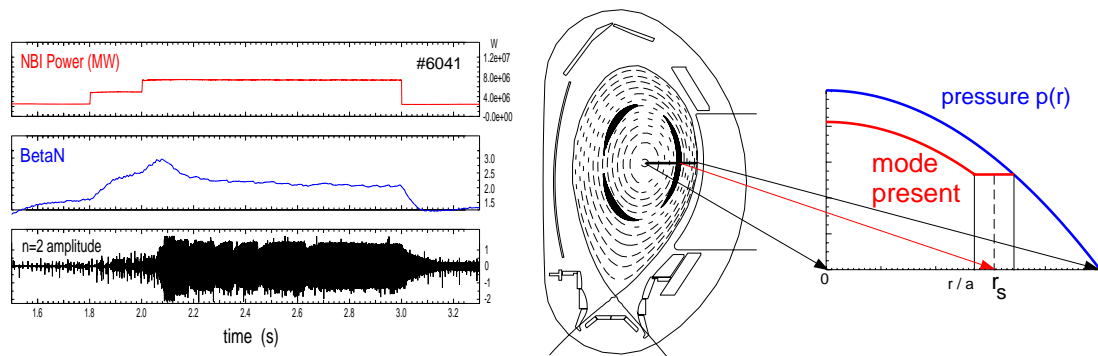 W
NBI Power (MW)
#6041
1.2e+07
8.0e+06
4.0e+06
-0.0e+00
BetaN
3.0
2.5
2.0
1.5
n=2 amplitude
1
0
-1
-2
1.6 1.8 2.0 2.2 2.4 2.6 2.8 3.0 3.2
time (s)
pressure p(r)
mode
present
0
r / a
r_s